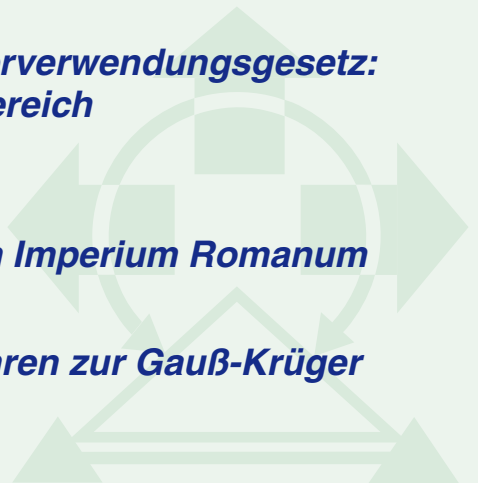 rverwendungsgesetz:
ereich
Imperium Romanum
ren zur Gauß-Krüger